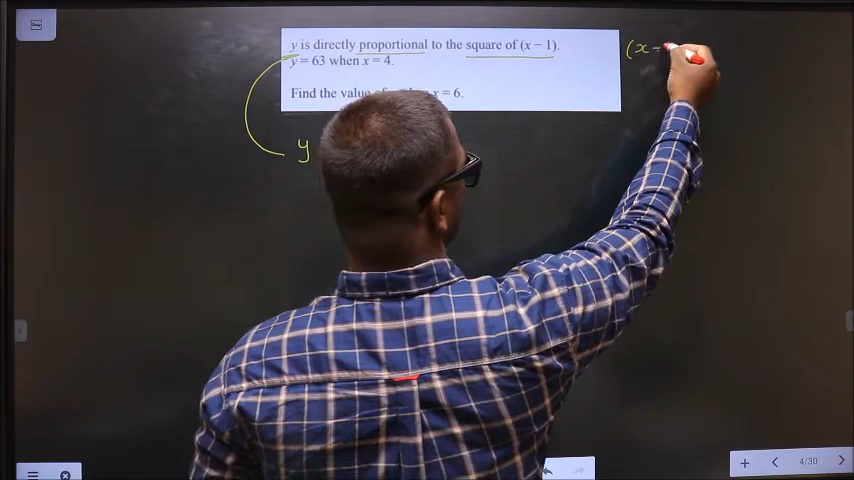 y is directly proportional to the square of (x − 1).
y = 63 when x = 4.
Find the value x = 6.
(x -
y
4/30